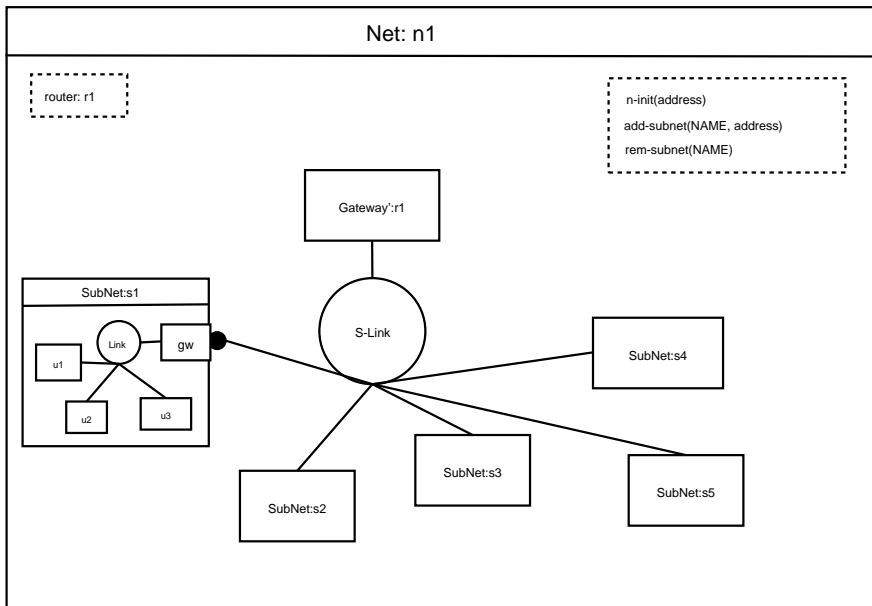 Net: n1
router: r1
n-init(address)
add-subnet(NAME, address)
rem-subnet(NAME)
Gateway':r1
SubNet:s1
S-Link
Link
gw
SubNet:s4
u1
u2
u3
SubNet:s3
SubNet:s2
SubNet:s5